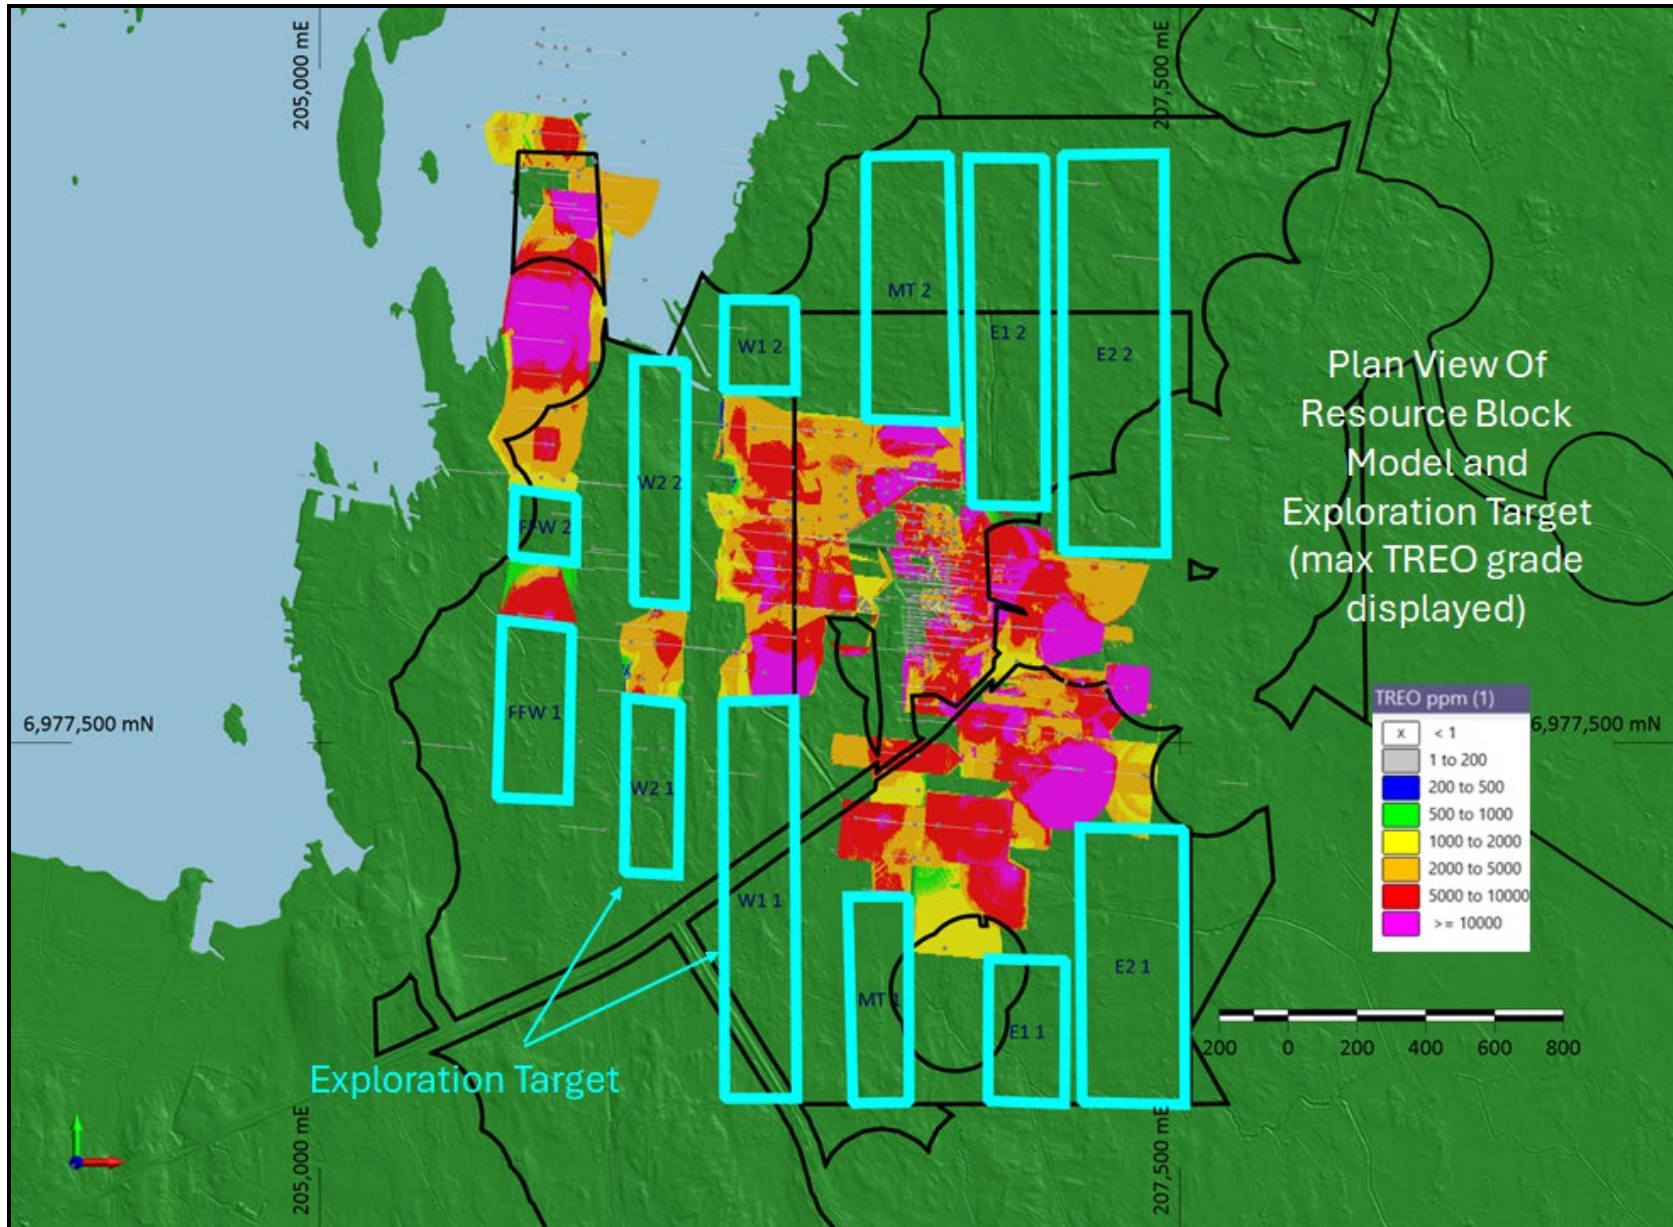 205,000 mE
207,500 mE
MT 2
E1 2
E2 2
W1 2
W2 2
FFW 2
FFW 1
W2 1
W1 1
MT 1
E1 1
E2 1
Plan View Of
Resource Block
Model and
Exploration Target
(max TREO grade
displayed)
TREO ppm (1)
x < 1
1 to 200
200 to 500
500 to 1000
1000 to 2000
2000 to 5000
5000 to 10000
>= 10000
6,977,500 mN
6,977,500 mN
200 0 200 400 600 800
Exploration Target
205,000 mE
207,500 mE